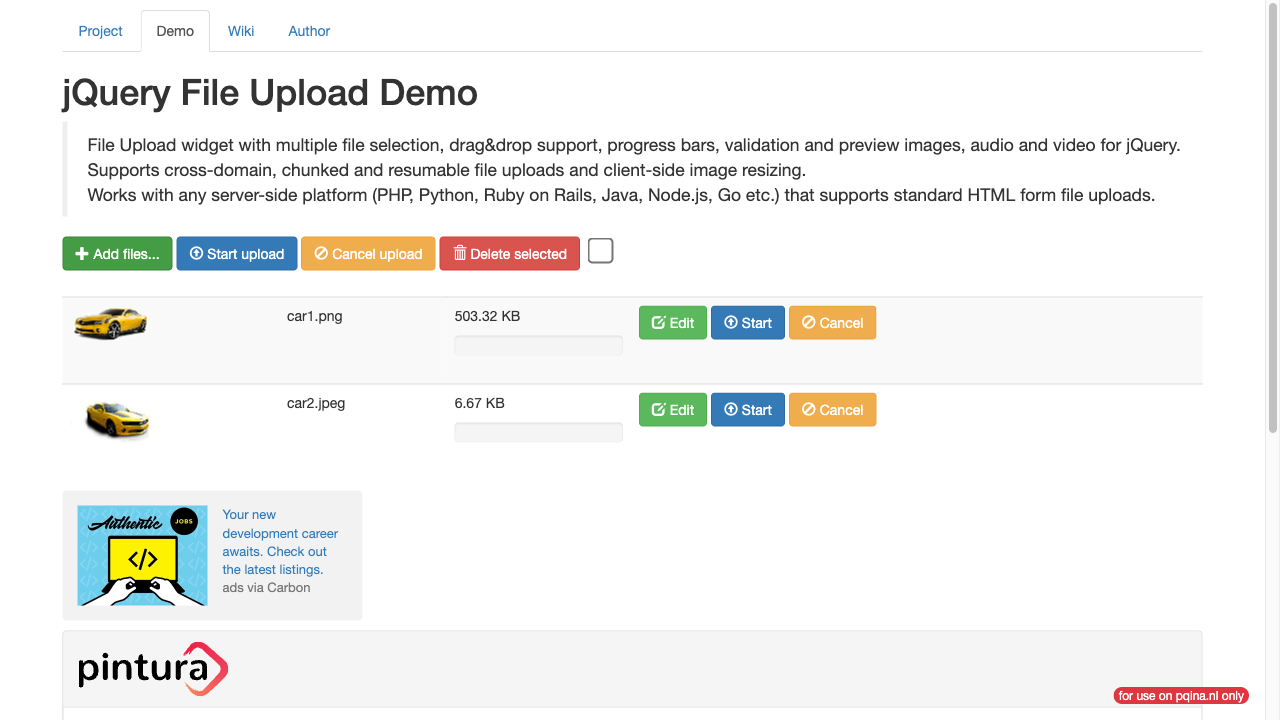 Project Demo Wiki Author
jQuery File Upload Demo
File Upload widget with multiple file selection, drag&drop support, progress bars, validation and preview images, audio and video for jQuery.
Supports cross-domain, chunked and resumable file uploads and client-side image resizing.
Works with any server-side platform (PHP, Python, Ruby on Rails, Java, Node.js, Go etc.) that supports standard HTML form file uploads.
Add files... Start upload Cancel upload Delete selected
car1.png 503.32 KB Edit Start Cancel
car2.jpeg 6.67 KB Edit Start Cancel
Authentic JOBS
</>
Your new
development career
awaits. Check out
the latest listings.
ads via Carbon
pintura
for use on pqina.nl only